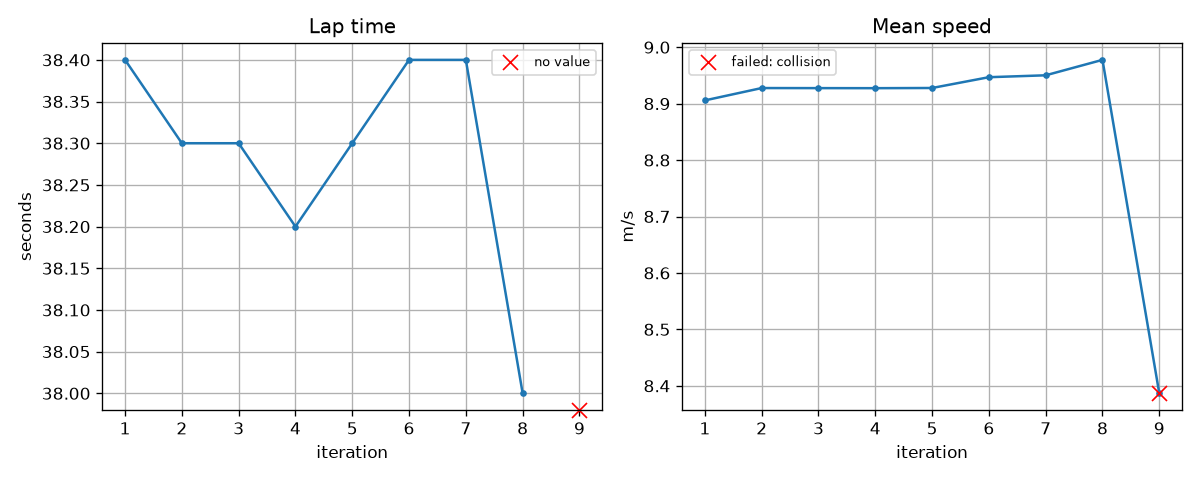 Lap time
no value
38.40
38.35
38.30
38.25
38.20
38.15
38.10
38.05
38.00
seconds
1 2 3 4 5 6 7 8 9
iteration
Mean speed
failed: collision
9.0
8.9
8.8
8.7
8.6
8.5
8.4
m/s
1 2 3 4 5 6 7 8 9
iteration